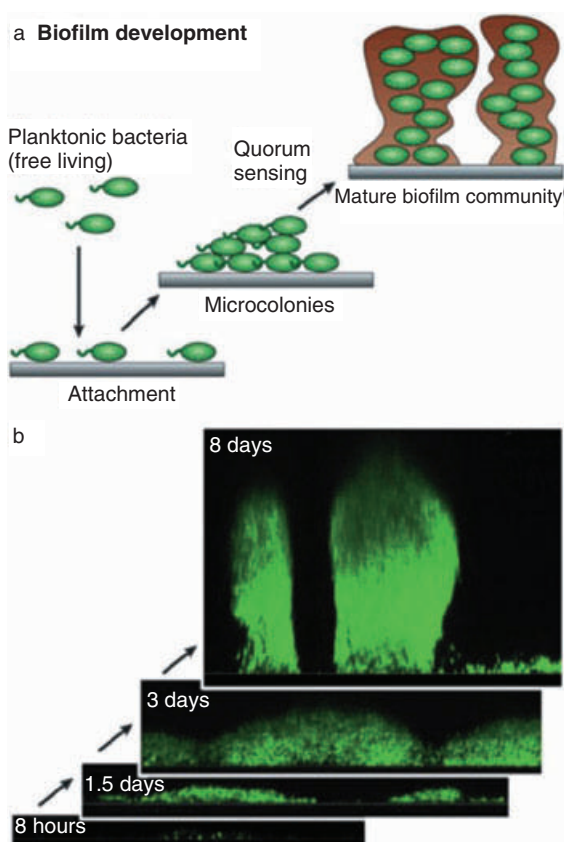 a Biofilm development
Planktonic bacteria
(free living)
Quorum
sensing
Mature biofilm community
Microcolonies
Attachment
b
8 days
3 days
1.5 days
8 hours